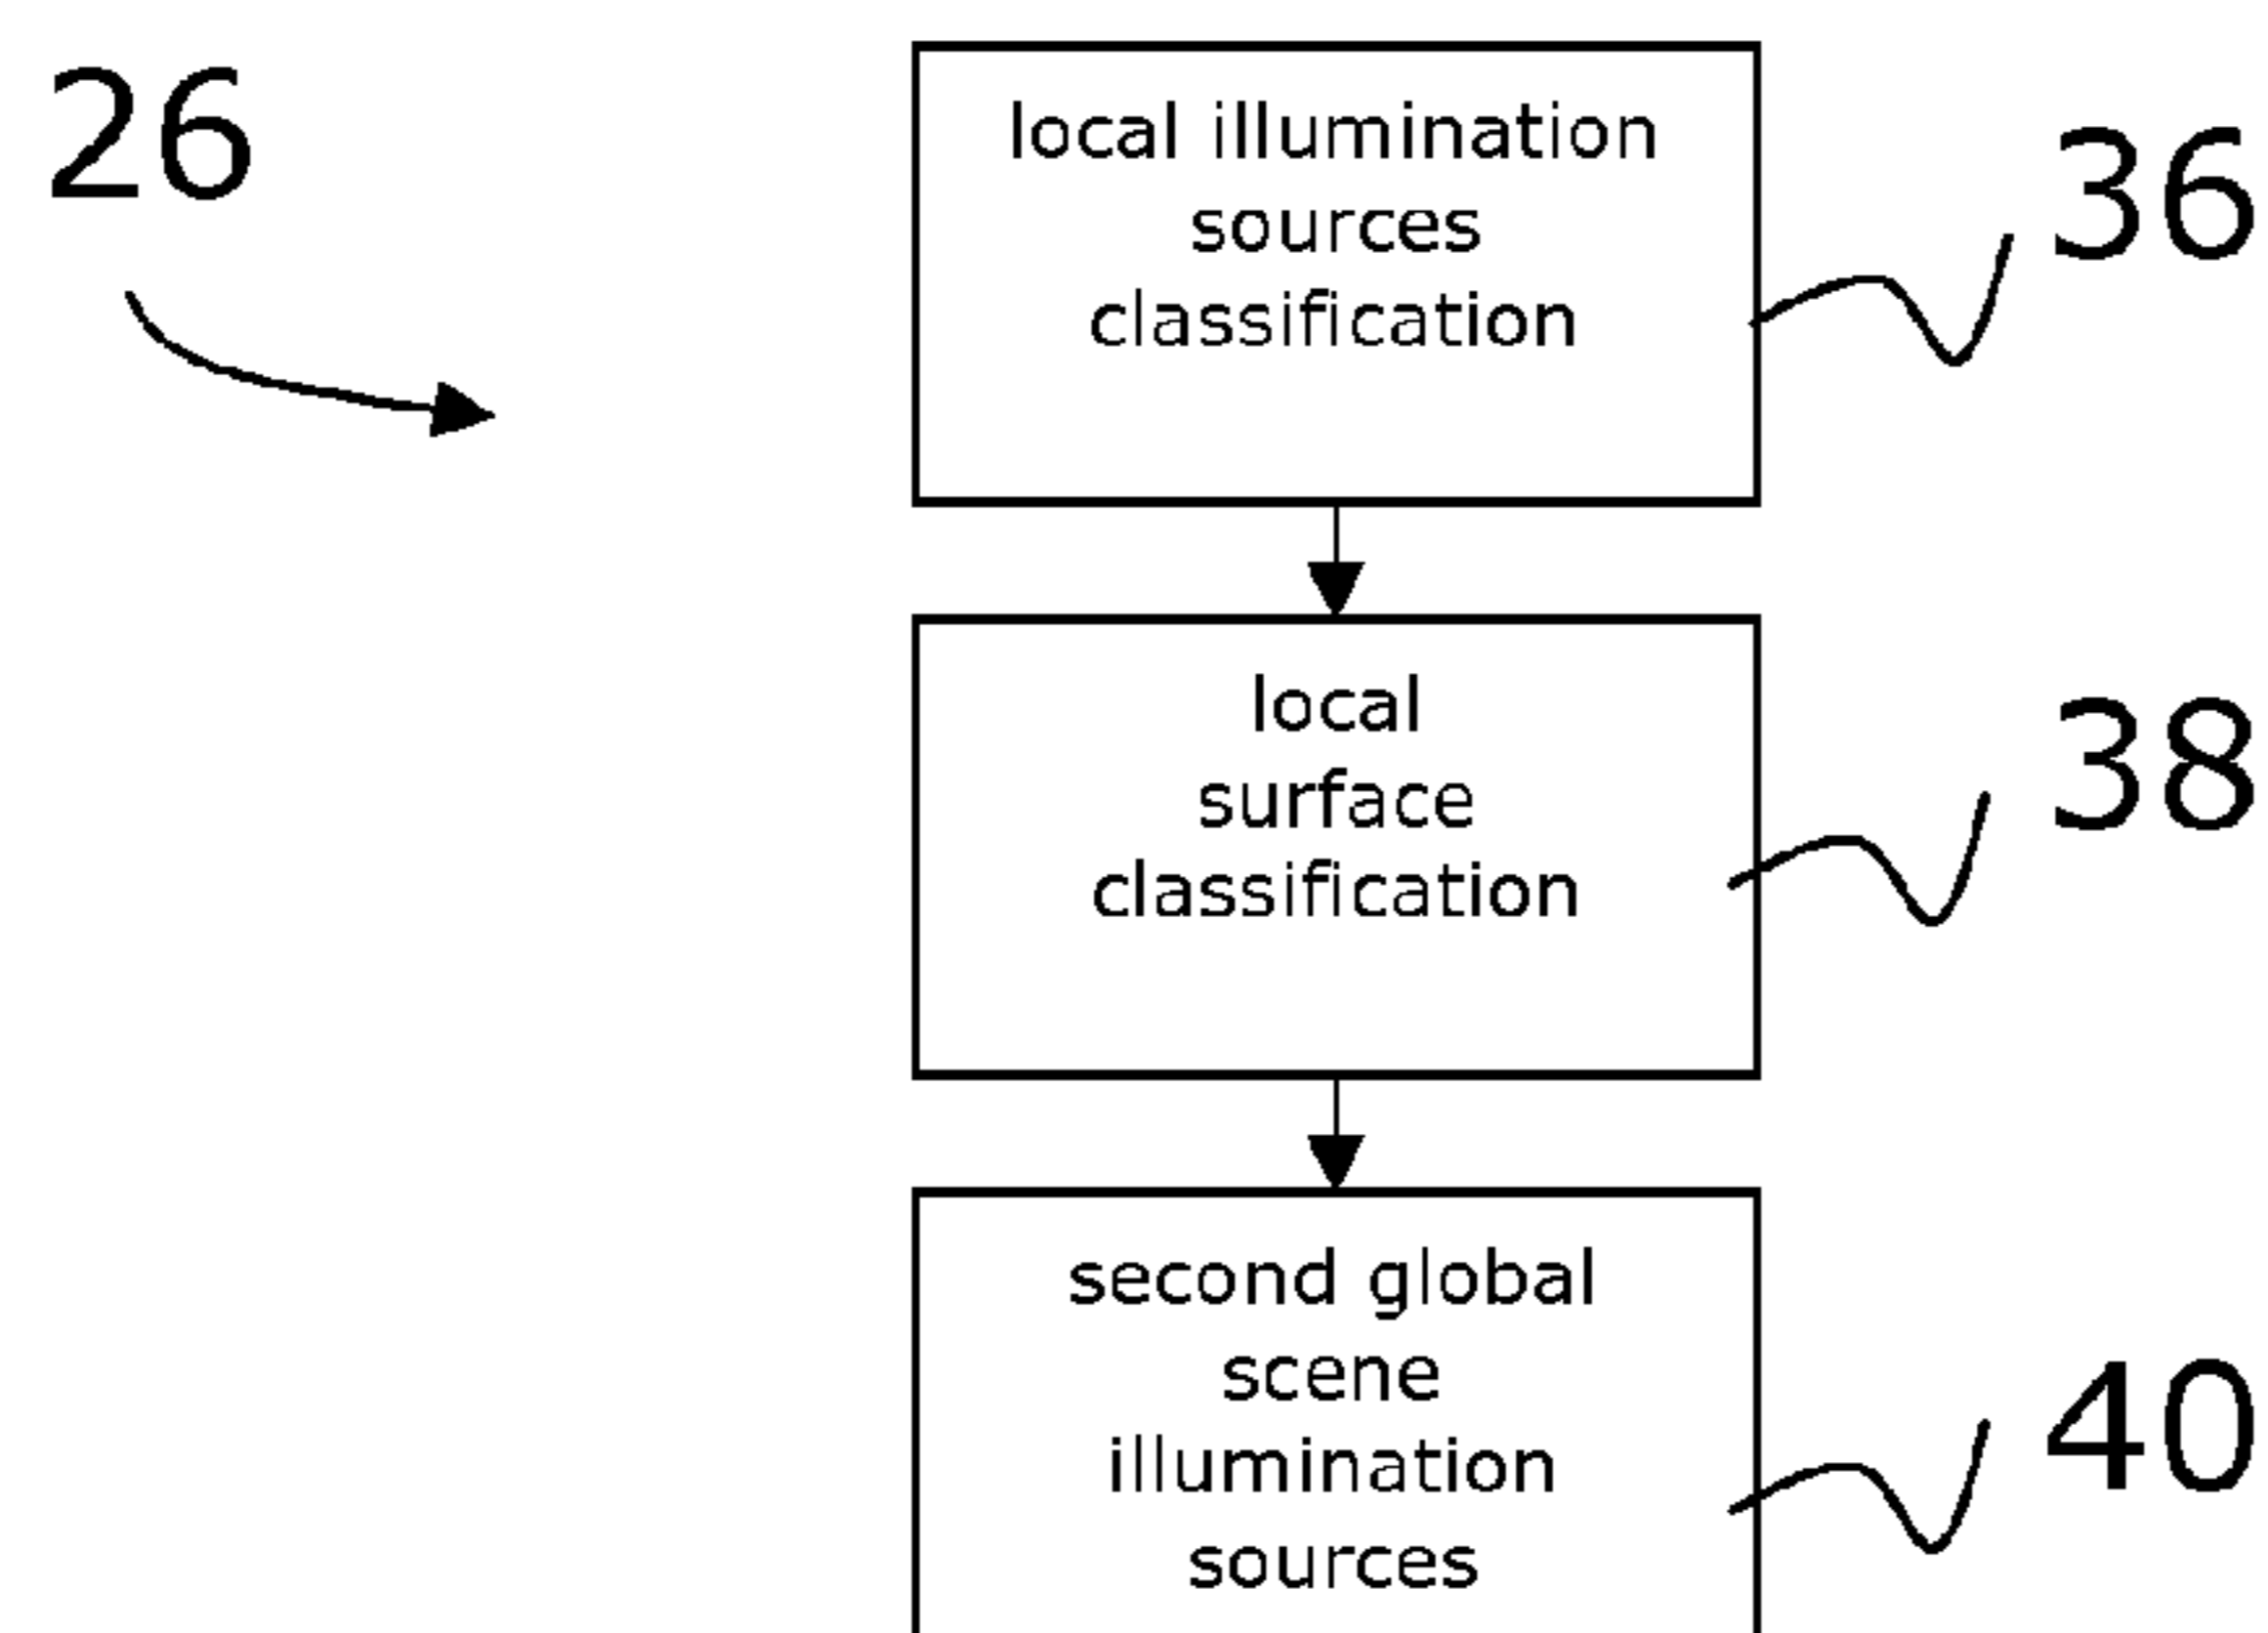 26
local illumination
sources
classification
36
local
surface
classification
38
second global
scene
illumination
sources
40